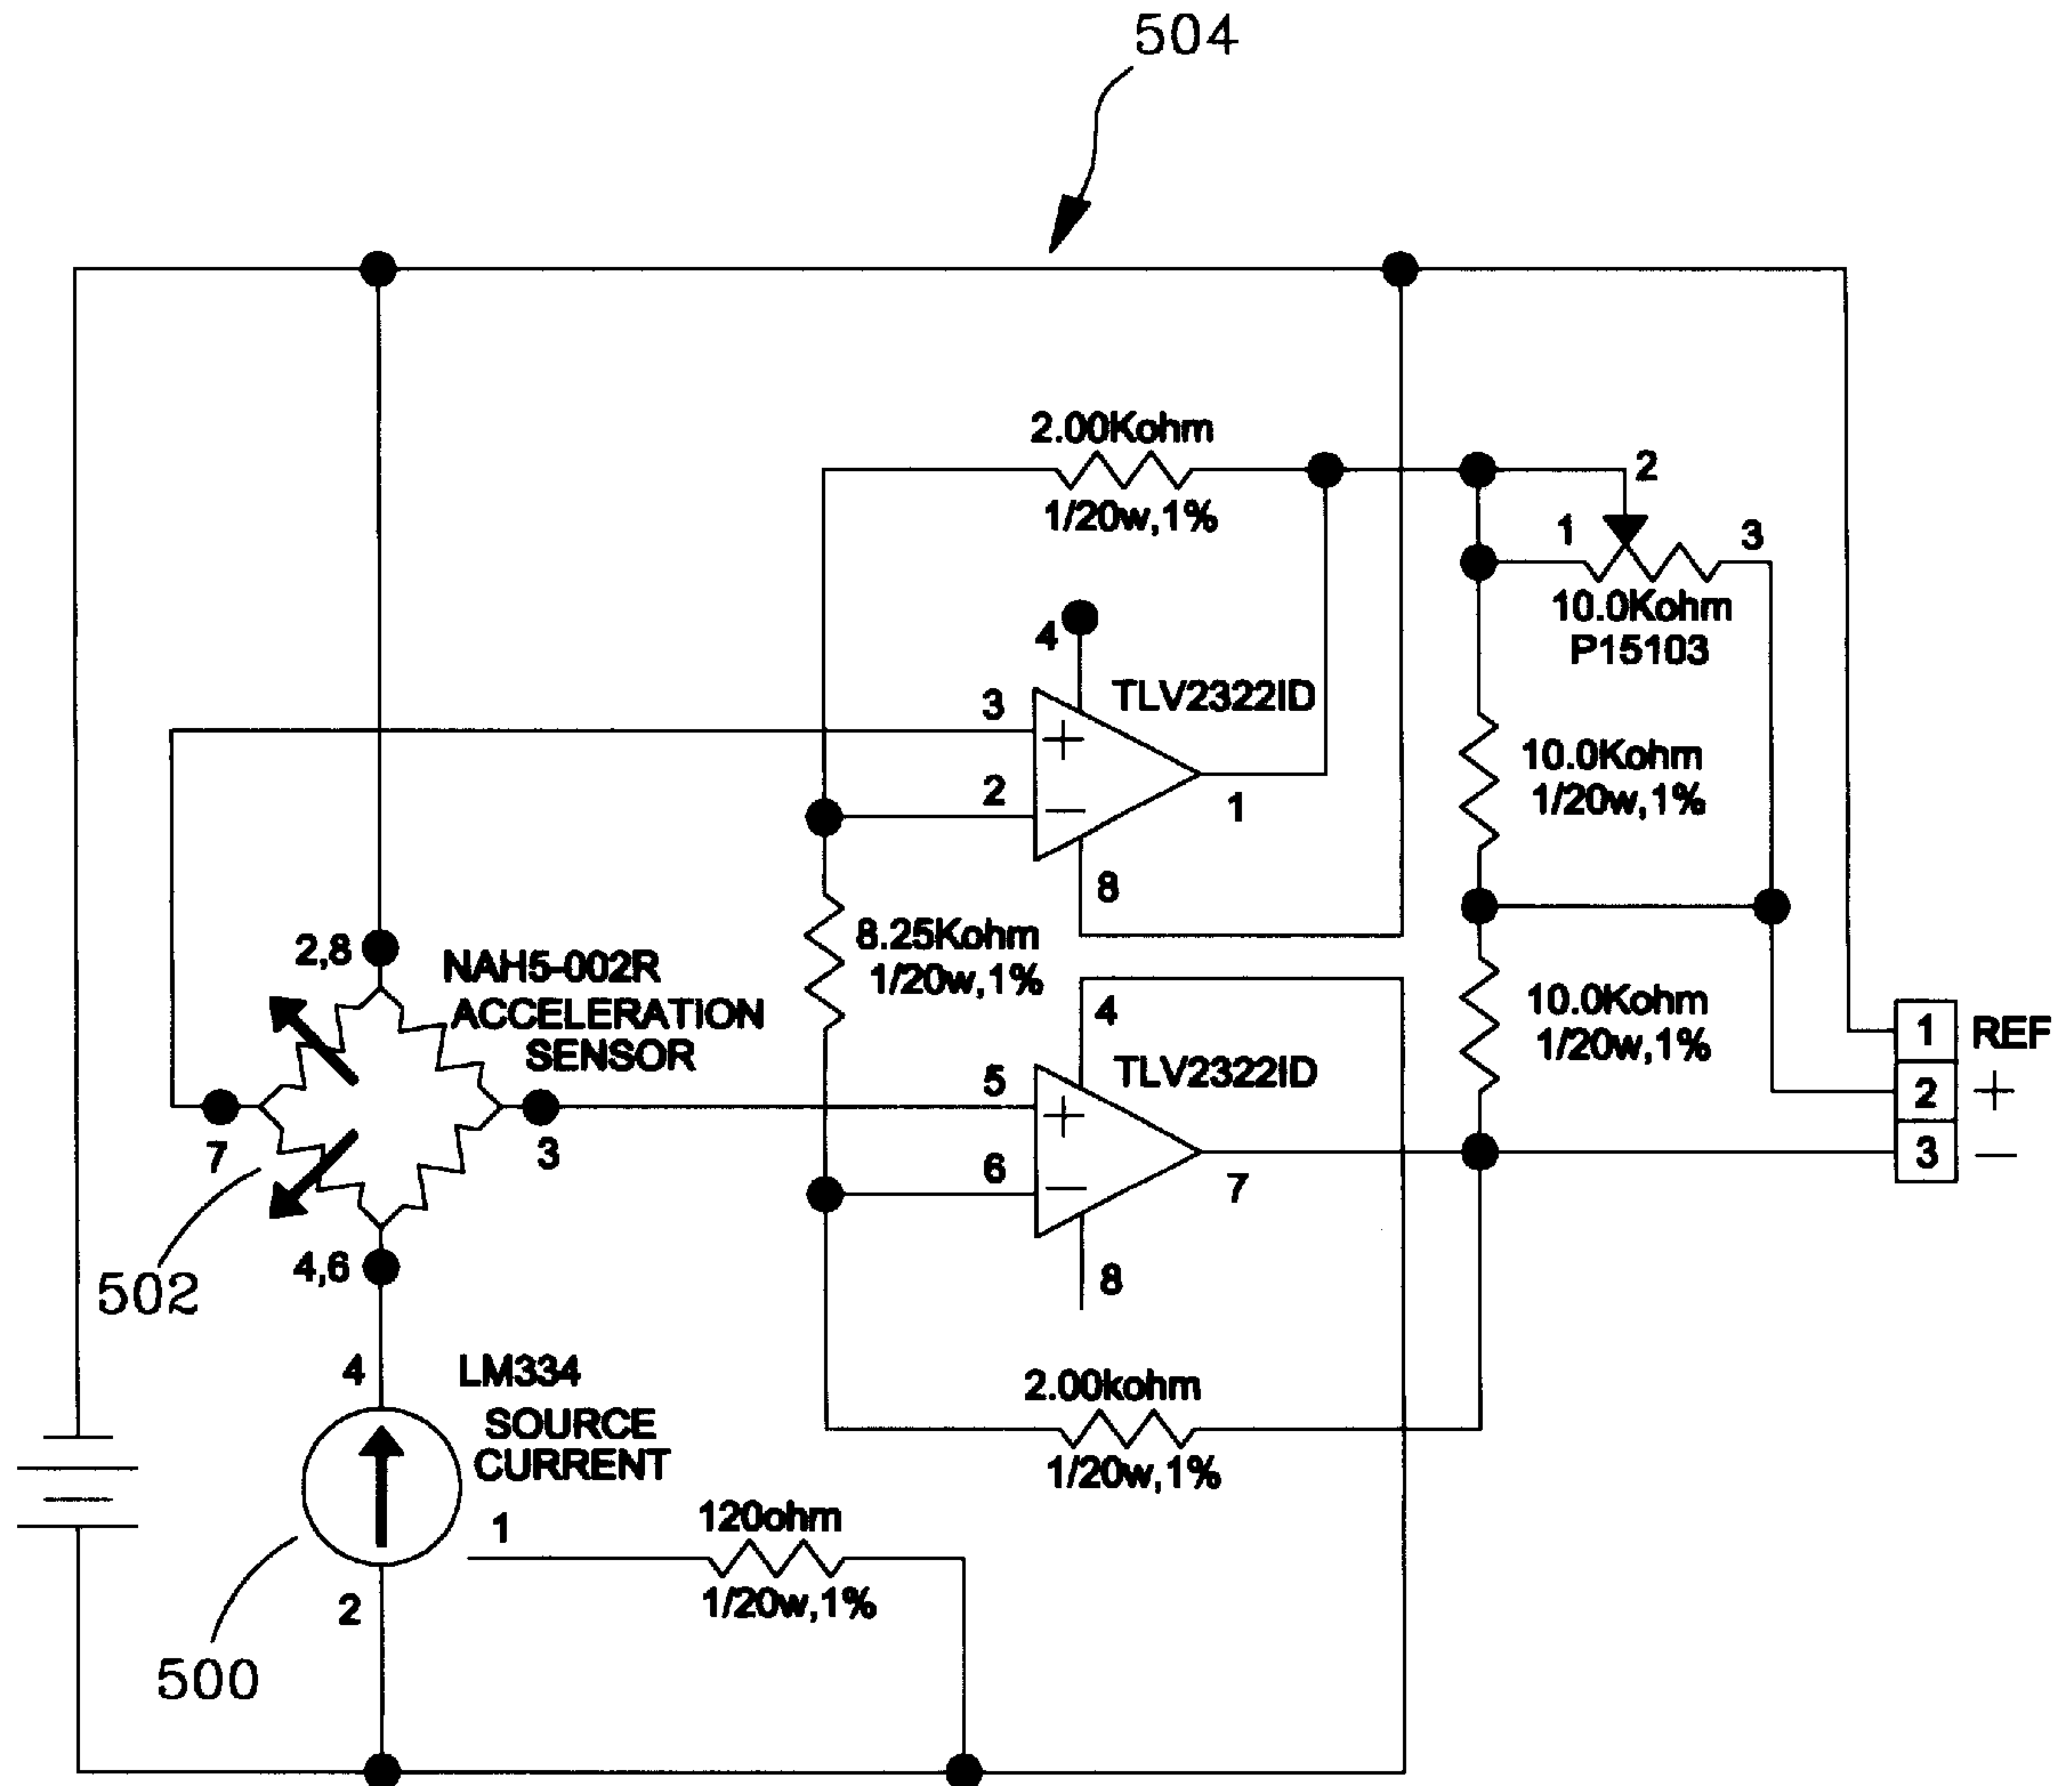 504
2.00Kohm
1/20w,1%
2
1
3
10.0Kohm
P15103
4
TLV2322ID
3
+
2
−
1
8
10.0Kohm
1/20w,1%
8.25Kohm
1/20w,1%
2,8
NAH5-002R
ACCELERATION
SENSOR
7
3
4,6
502
4
TLV2322ID
5
+
6
−
7
8
10.0Kohm
1/20w,1%
1 REF
2 +
3 −
2.00kohm
1/20w,1%
4
LM334
SOURCE
CURRENT
1
2
120ohm
1/20w,1%
500